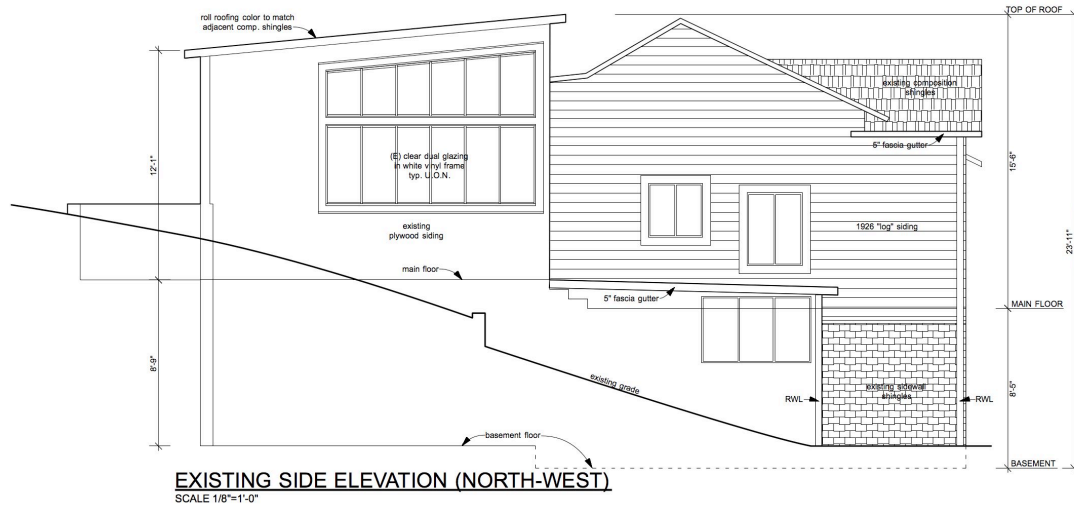 TOP OF ROOF
roll roofing color to match
adjacent comp. shingles
existing composition
shingles
5" fascia gutter
(E) clear dual glazing
in white vinyl frame
typ. U.O.N.
12'-1"
15'-6"
23'-11"
existing
plywood siding
1926 "log" siding
main floor
5" fascia gutter
MAIN FLOOR
8'-9"
existing grade
existing sidewall
shingles
RWL
RWL
8'-5"
basement floor
BASEMENT
EXISTING SIDE ELEVATION (NORTH-WEST)
SCALE 1/8"=1'-0"